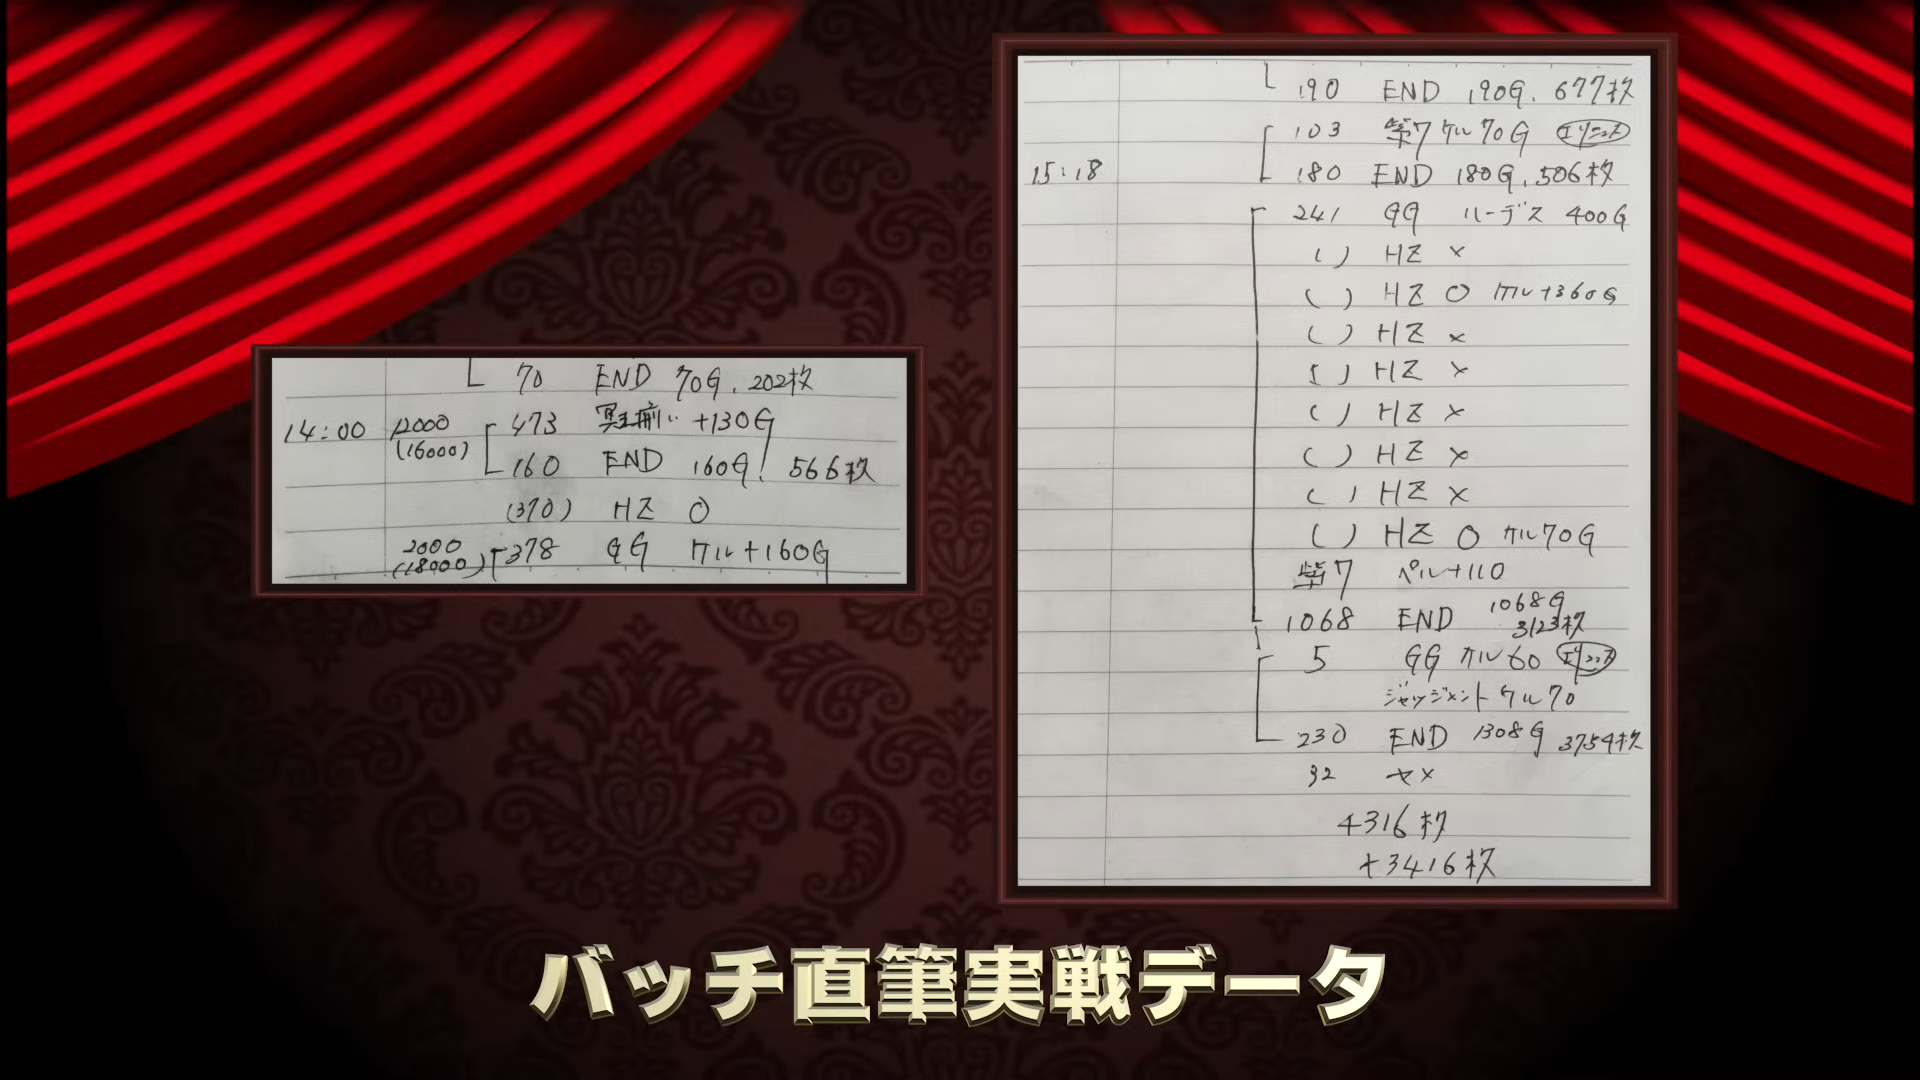 70 END 70G. 202枚
14:00 12000 473 冥王揃い +130G
(16000)
160 END 160G! 566枚
(370) HZ ○
2000 378 GG ケル+160G
(18000)
190 END 190G. 677枚
103 紫7 ケル 70G
15:18 180 END 180G. 506枚
241 GG ハーデス 400G
( ) HZ ×
( ) HZ ○ ケル+360G
( ) HZ ×
( ) HZ ×
( ) HZ ×
( ) HZ ×
( ) HZ ×
( ) HZ ○ ケル70G
紫7 ペル+110
1068 END 1068G
3123枚
5 GG ケル60
ジャッジメント ケル70
230 END 1308G 3754枚
32 ヤメ
4316枚
+3416枚
バッチ直筆実戦データ